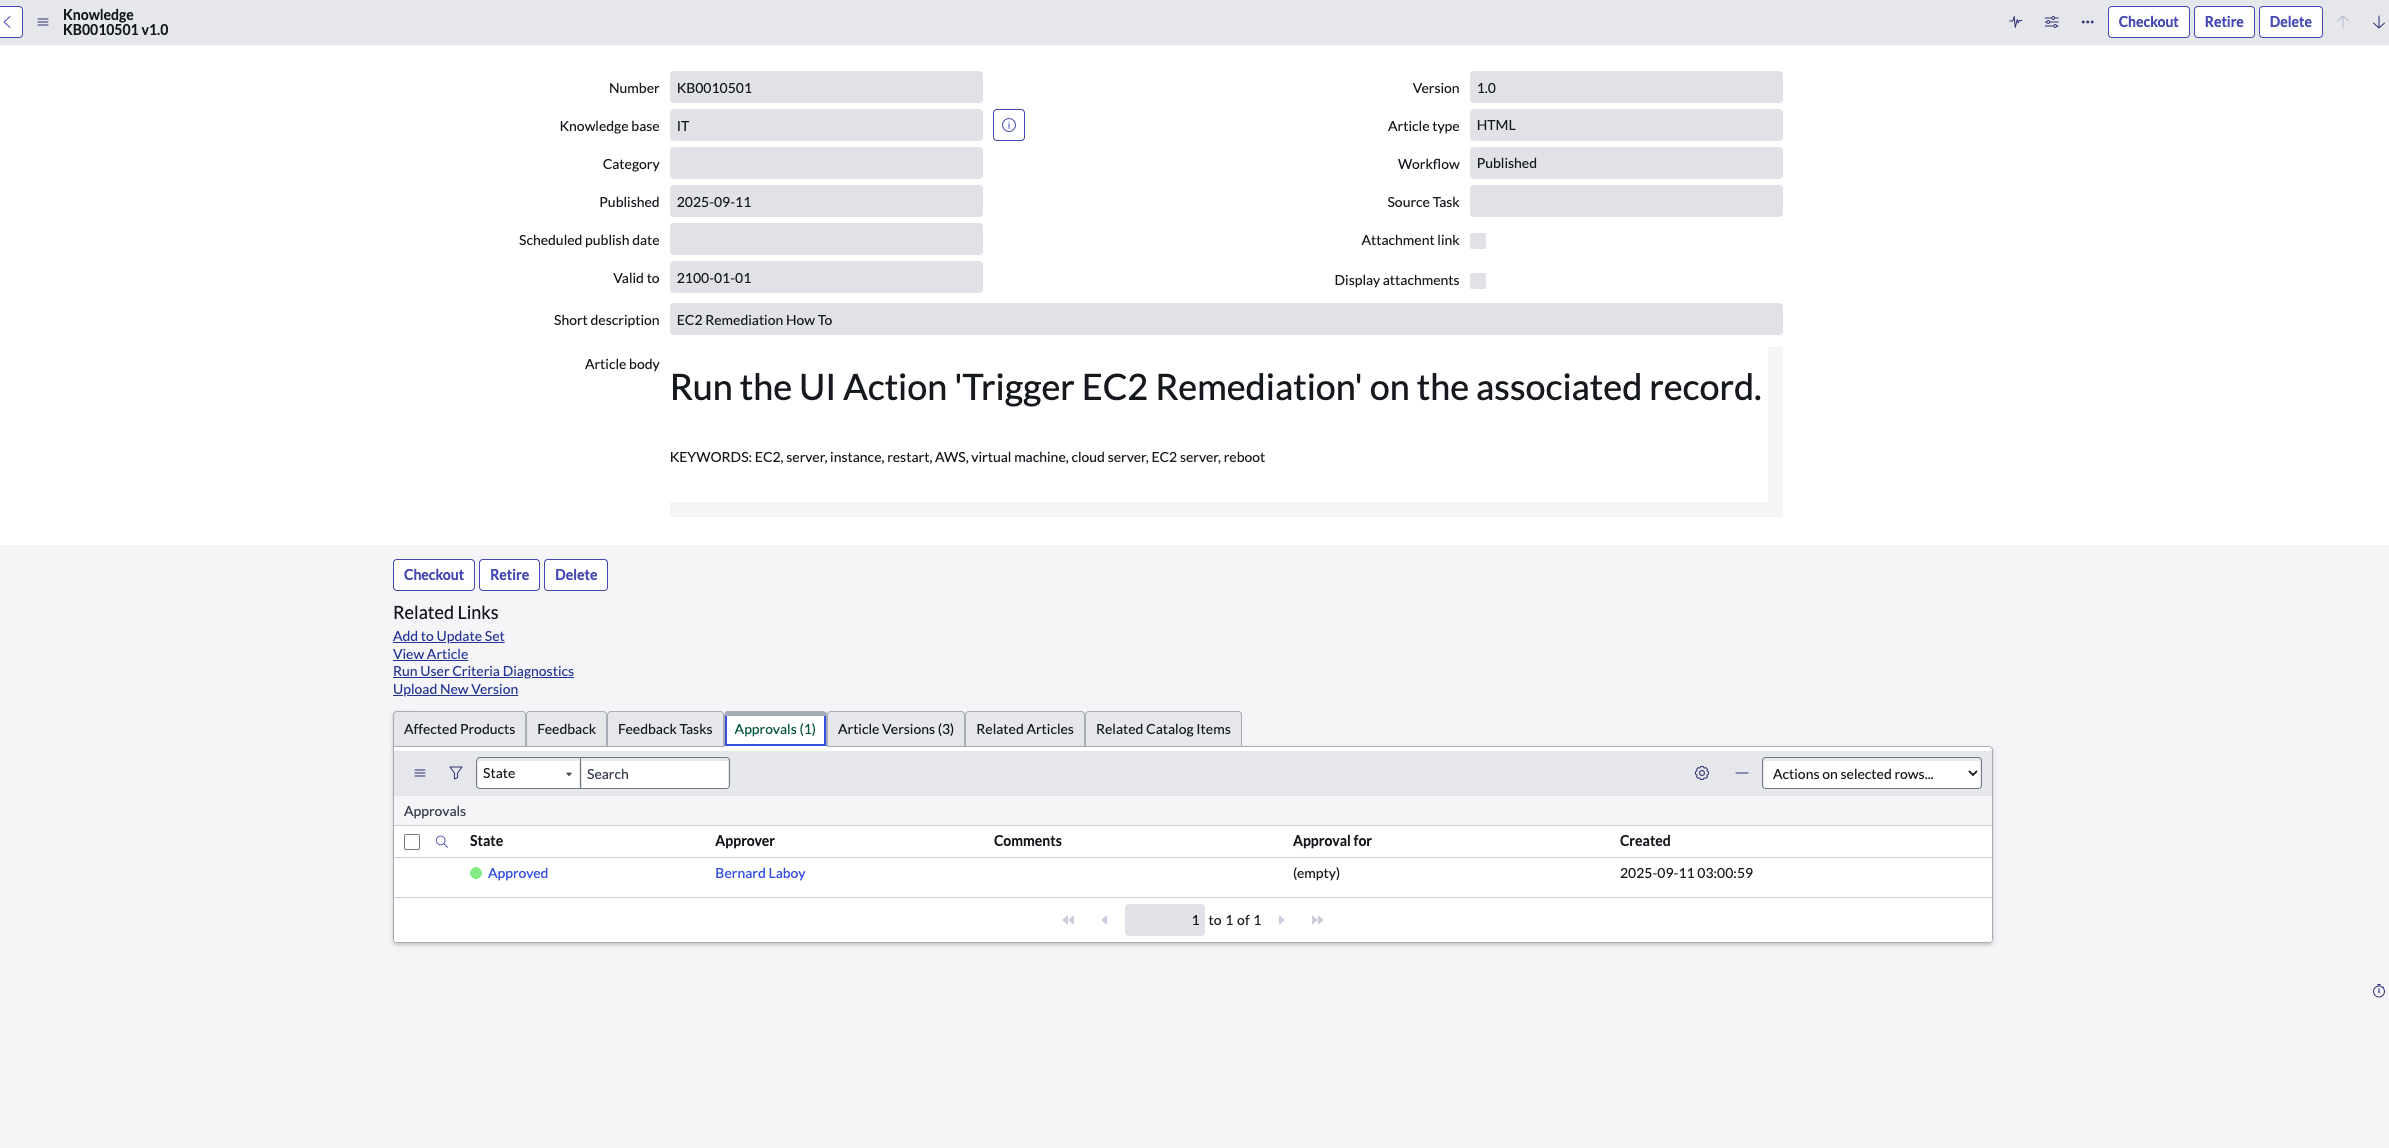 Knowledge
KB0010501 v1.0
Checkout Retire Delete
Number KB0010501
Version 1.0
Knowledge base IT
Article type HTML
Category
Workflow Published
Published 2025-09-11
Source Task
Scheduled publish date
Attachment link
Valid to 2100-01-01
Display attachments
Short description EC2 Remediation How To
Article body
Run the UI Action 'Trigger EC2 Remediation' on the associated record.
KEYWORDS: EC2, server, instance, restart, AWS, virtual machine, cloud server, EC2 server, reboot
Checkout Retire Delete
Related Links
Add to Update Set
View Article
Run User Criteria Diagnostics
Upload New Version
Affected Products Feedback Feedback Tasks Approvals (1) Article Versions (3) Related Articles Related Catalog Items
State Search Actions on selected rows...
Approvals
State Approver Comments Approval for Created
Approved Bernard Laboy (empty) 2025-09-11 03:00:59
1 to 1 of 1